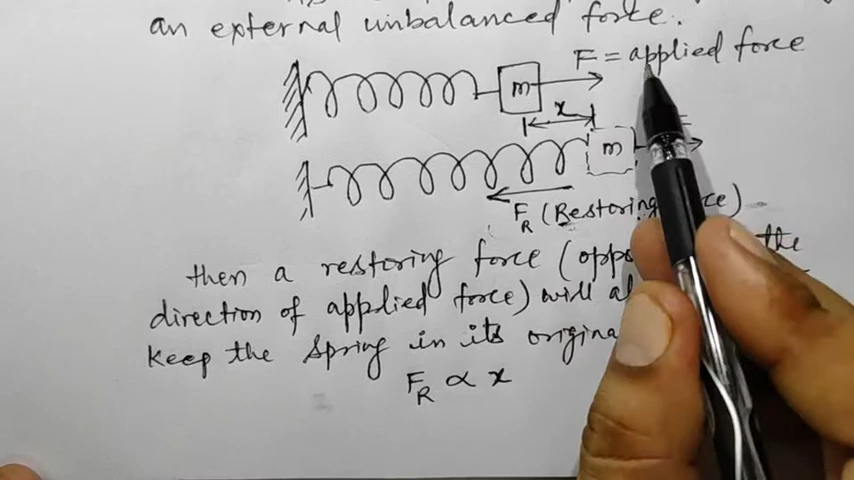 an external unbalanced force.
F = applied force
m
x
m
F_R (Restoring
then a restoring force ( the
direction of applied force) will
keep the spring in its
F_R ∝ x